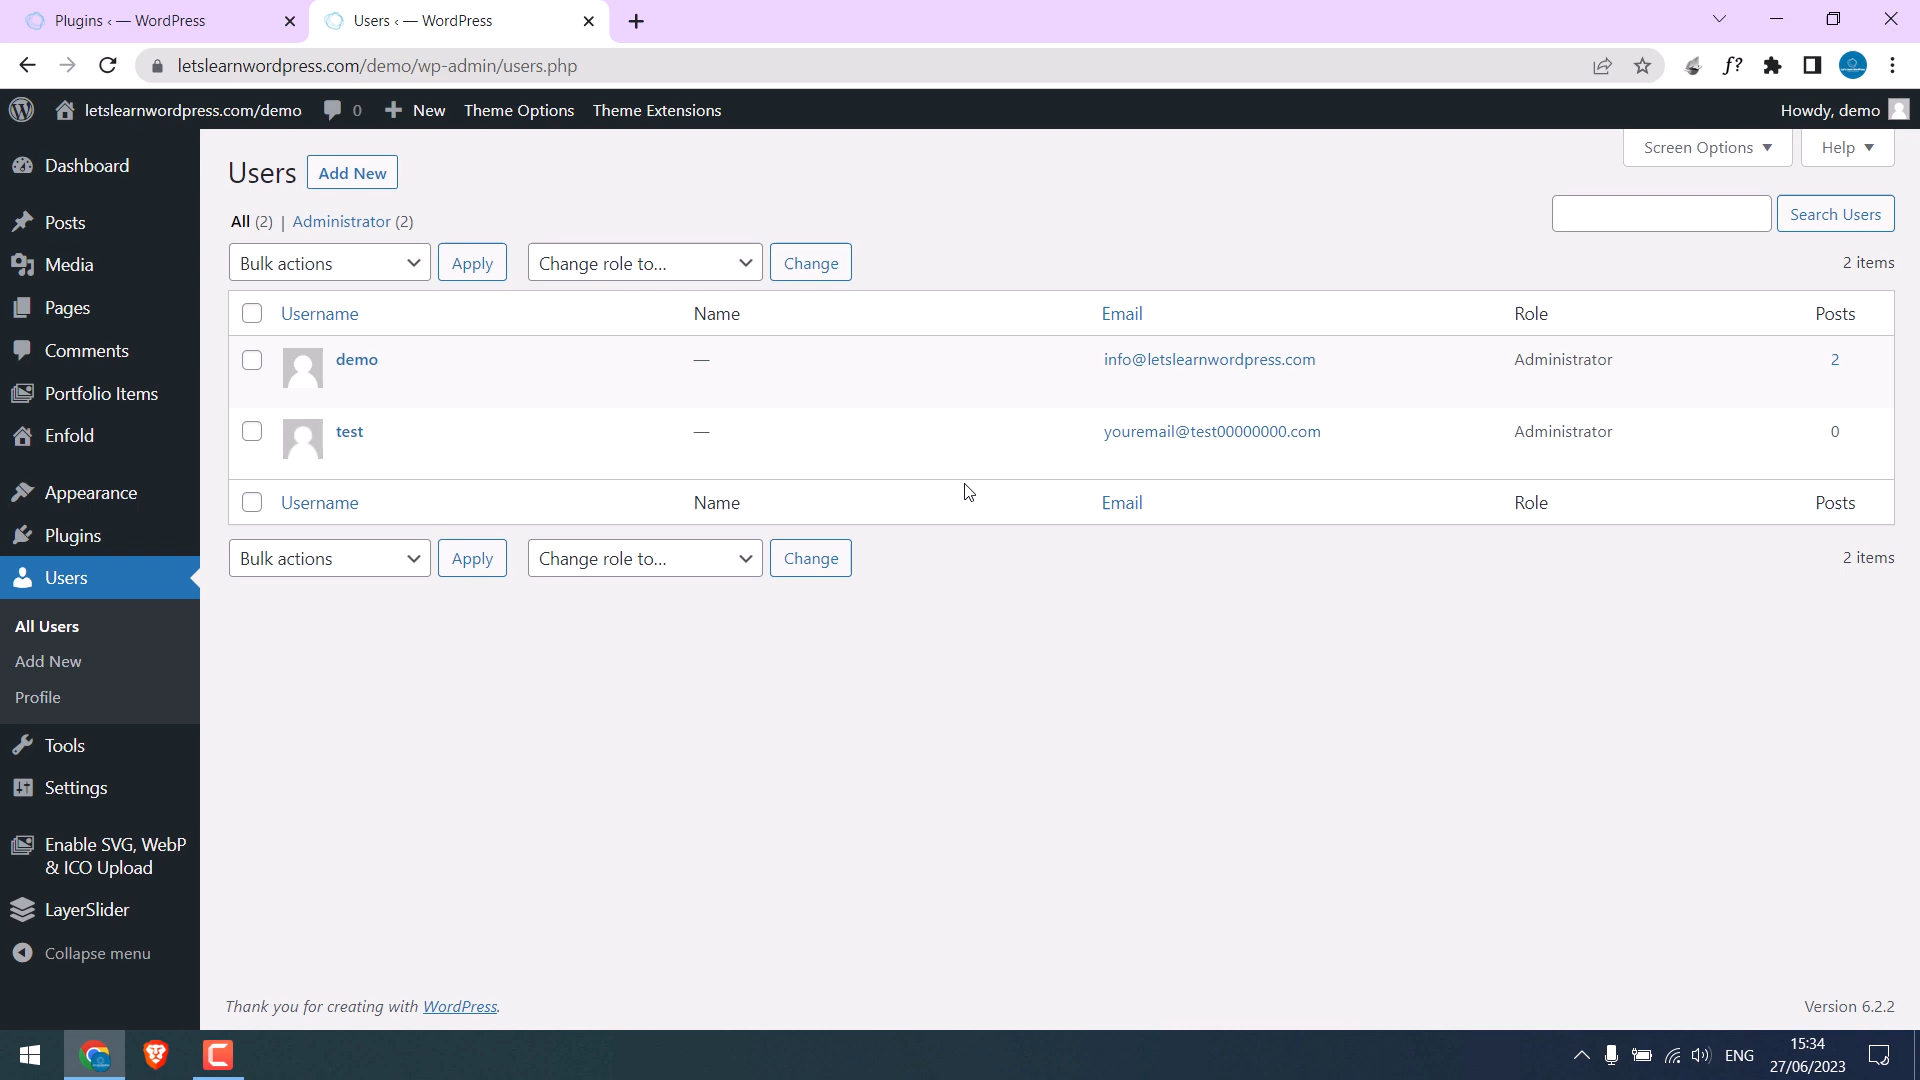 Plugins ‹ — WordPress
Users ‹ — WordPress
letslearnwordpress.com/demo/wp-admin/users.php
f?
letslearnwordpress.com/demo 0 New Theme Options Theme Extensions Howdy, demo
Dashboard
Posts
Media
Pages
Comments
Portfolio Items
Enfold
Appearance
Plugins
Users
All Users
Add New
Profile
Tools
Settings
Enable SVG, WebP
& ICO Upload
LayerSlider
Collapse menu
Screen Options Help
Users Add New
All (2) | Administrator (2)
Search Users
Bulk actions Apply Change role to... Change 2 items
Username Name Email Role Posts
demo — info@letslearnwordpress.com Administrator 2
test — youremail@test00000000.com Administrator 0
Username Name Email Role Posts
Bulk actions Apply Change role to... Change 2 items
Thank you for creating with WordPress. Version 6.2.2
ENG
15:34
27/06/2023